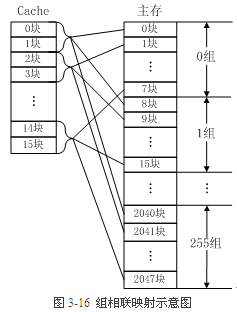 Cache
主存
0块
1块
2块
3块
⋮
14块
15块
0块
1块
⋮
7块
8块
9块
⋮
15块
⋮
2040块
2041块
⋮
2047块
0组
1组
⋮
255组
图 3-16 组相联映射示意图